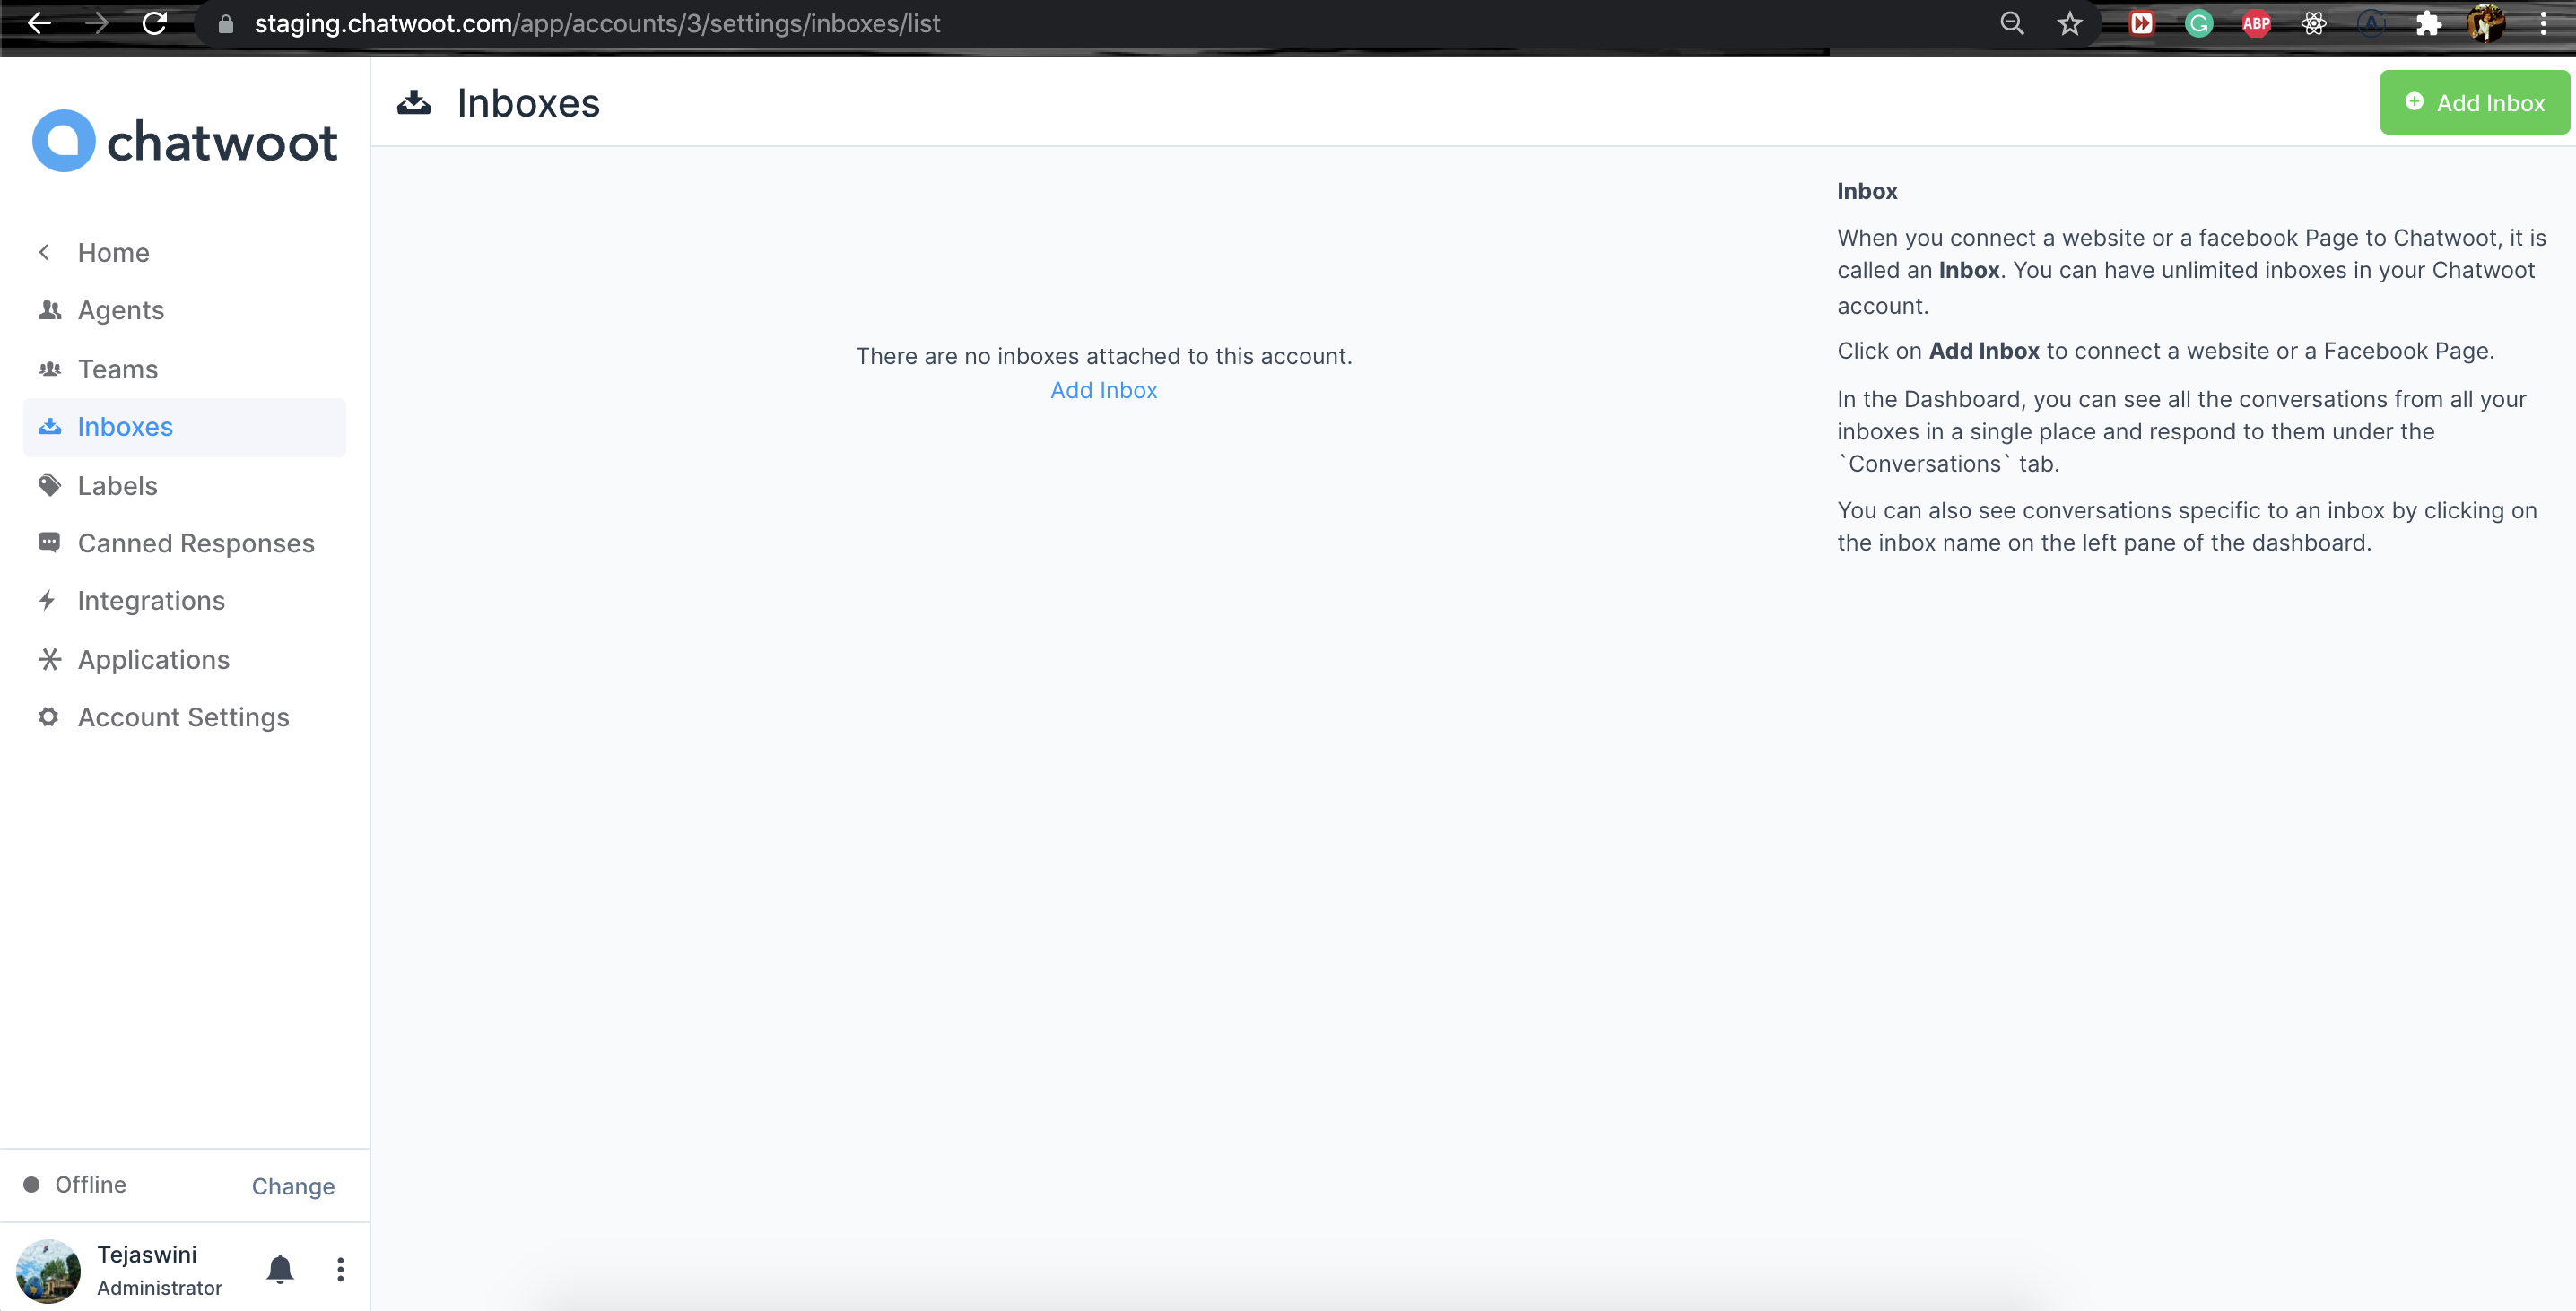 staging.chatwoot.com/app/accounts/3/settings/inboxes/list
ABP
chatwoot
Home
Agents
Teams
Inboxes
Labels
Canned Responses
Integrations
Applications
Account Settings
Offline
Change
Tejaswini
Administrator
Inboxes
Add Inbox
There are no inboxes attached to this account.
Add Inbox
Inbox
When you connect a website or a facebook Page to Chatwoot, it is
called an Inbox. You can have unlimited inboxes in your Chatwoot
account.
Click on Add Inbox to connect a website or a Facebook Page.
In the Dashboard, you can see all the conversations from all your
inboxes in a single place and respond to them under the
`Conversations` tab.
You can also see conversations specific to an inbox by clicking on
the inbox name on the left pane of the dashboard.